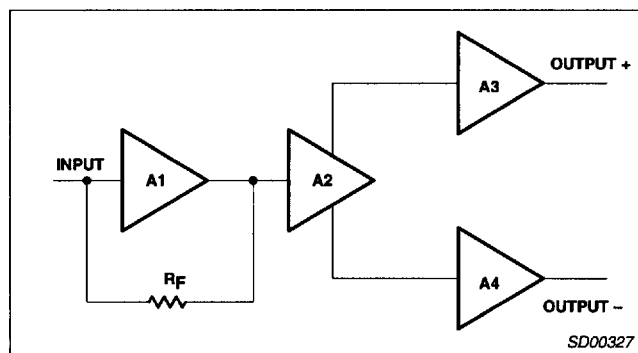 OUTPUT +
A3
INPUT
A1
A2
RF
A4
OUTPUT –
SD00327